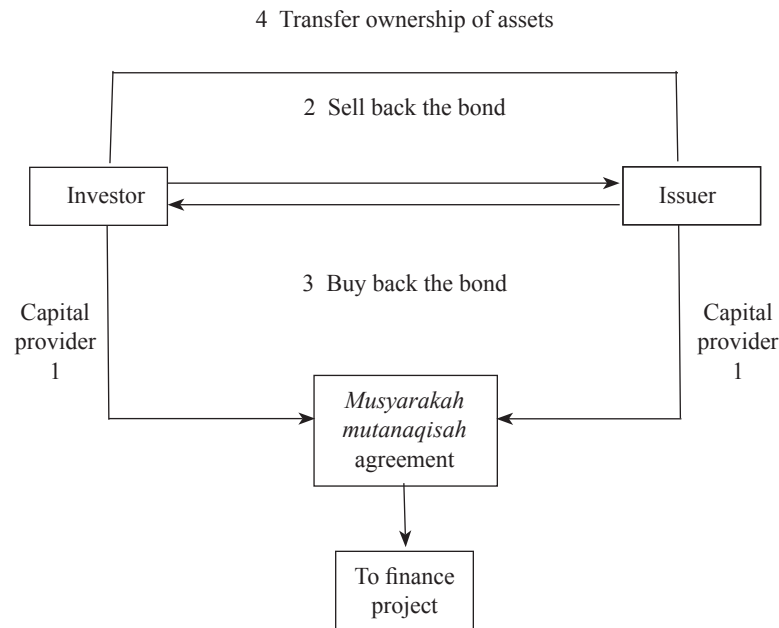 4 Transfer ownership of assets
2 Sell back the bond
Investor
Issuer
3 Buy back the bond
Capital
provider
1
Capital
provider
1
Musyarakah
mutanaqisah
agreement
To finance
project